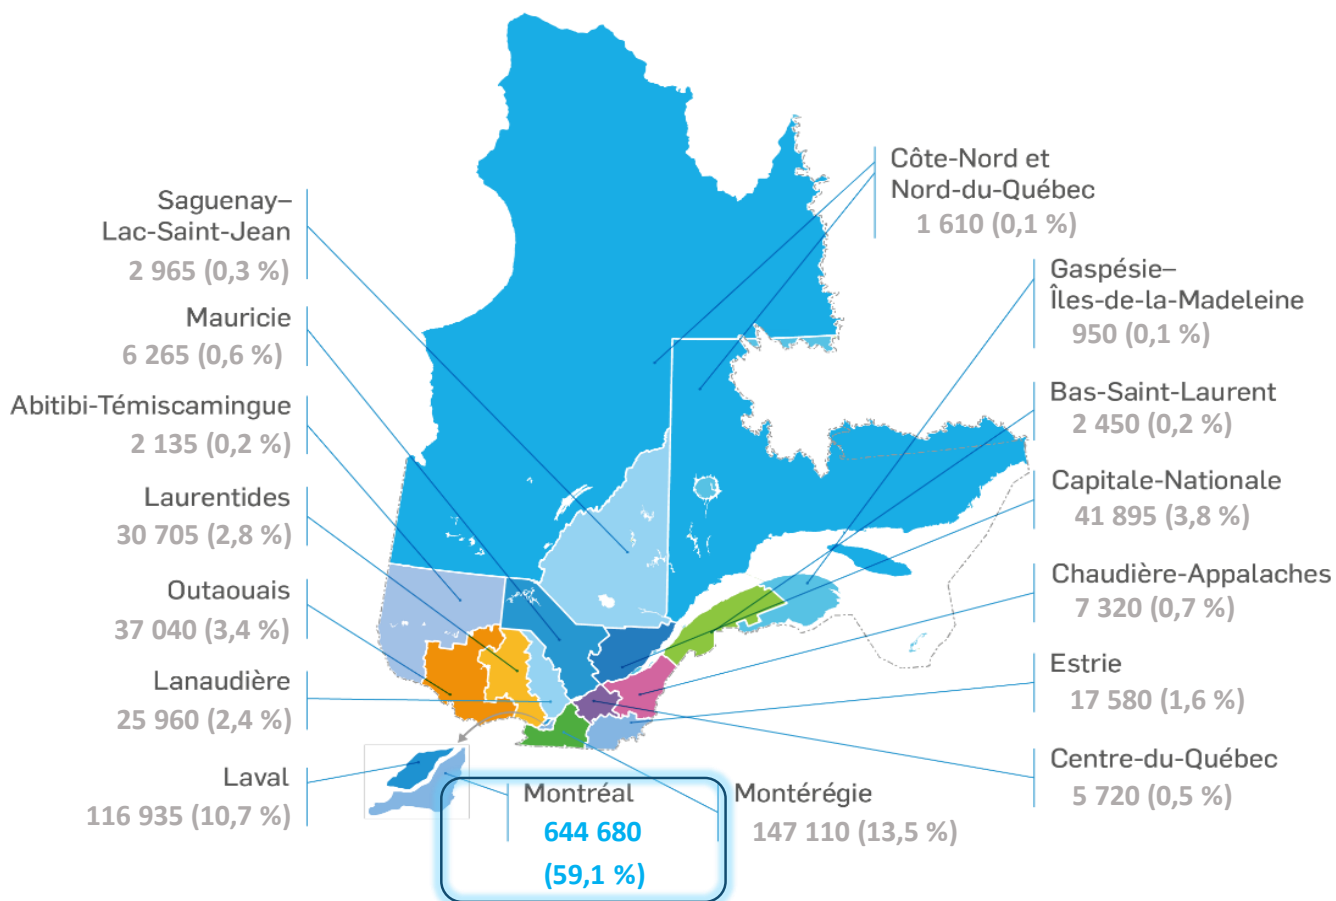 Saguenay–
Lac-Saint-Jean
2 965 (0,3 %)
Mauricie
6 265 (0,6 %)
Abitibi-Témiscamingue
2 135 (0,2 %)
Laurentides
30 705 (2,8 %)
Outaouais
37 040 (3,4 %)
Lanaudière
25 960 (2,4 %)
Laval
116 935 (10,7 %)
Montréal
644 680
(59,1 %)
Montérégie
147 110 (13,5 %)
Côte-Nord et
Nord-du-Québec
1 610 (0,1 %)
Gaspésie–
Îles-de-la-Madeleine
950 (0,1 %)
Bas-Saint-Laurent
2 450 (0,2 %)
Capitale-Nationale
41 895 (3,8 %)
Chaudière-Appalaches
7 320 (0,7 %)
Estrie
17 580 (1,6 %)
Centre-du-Québec
5 720 (0,5 %)